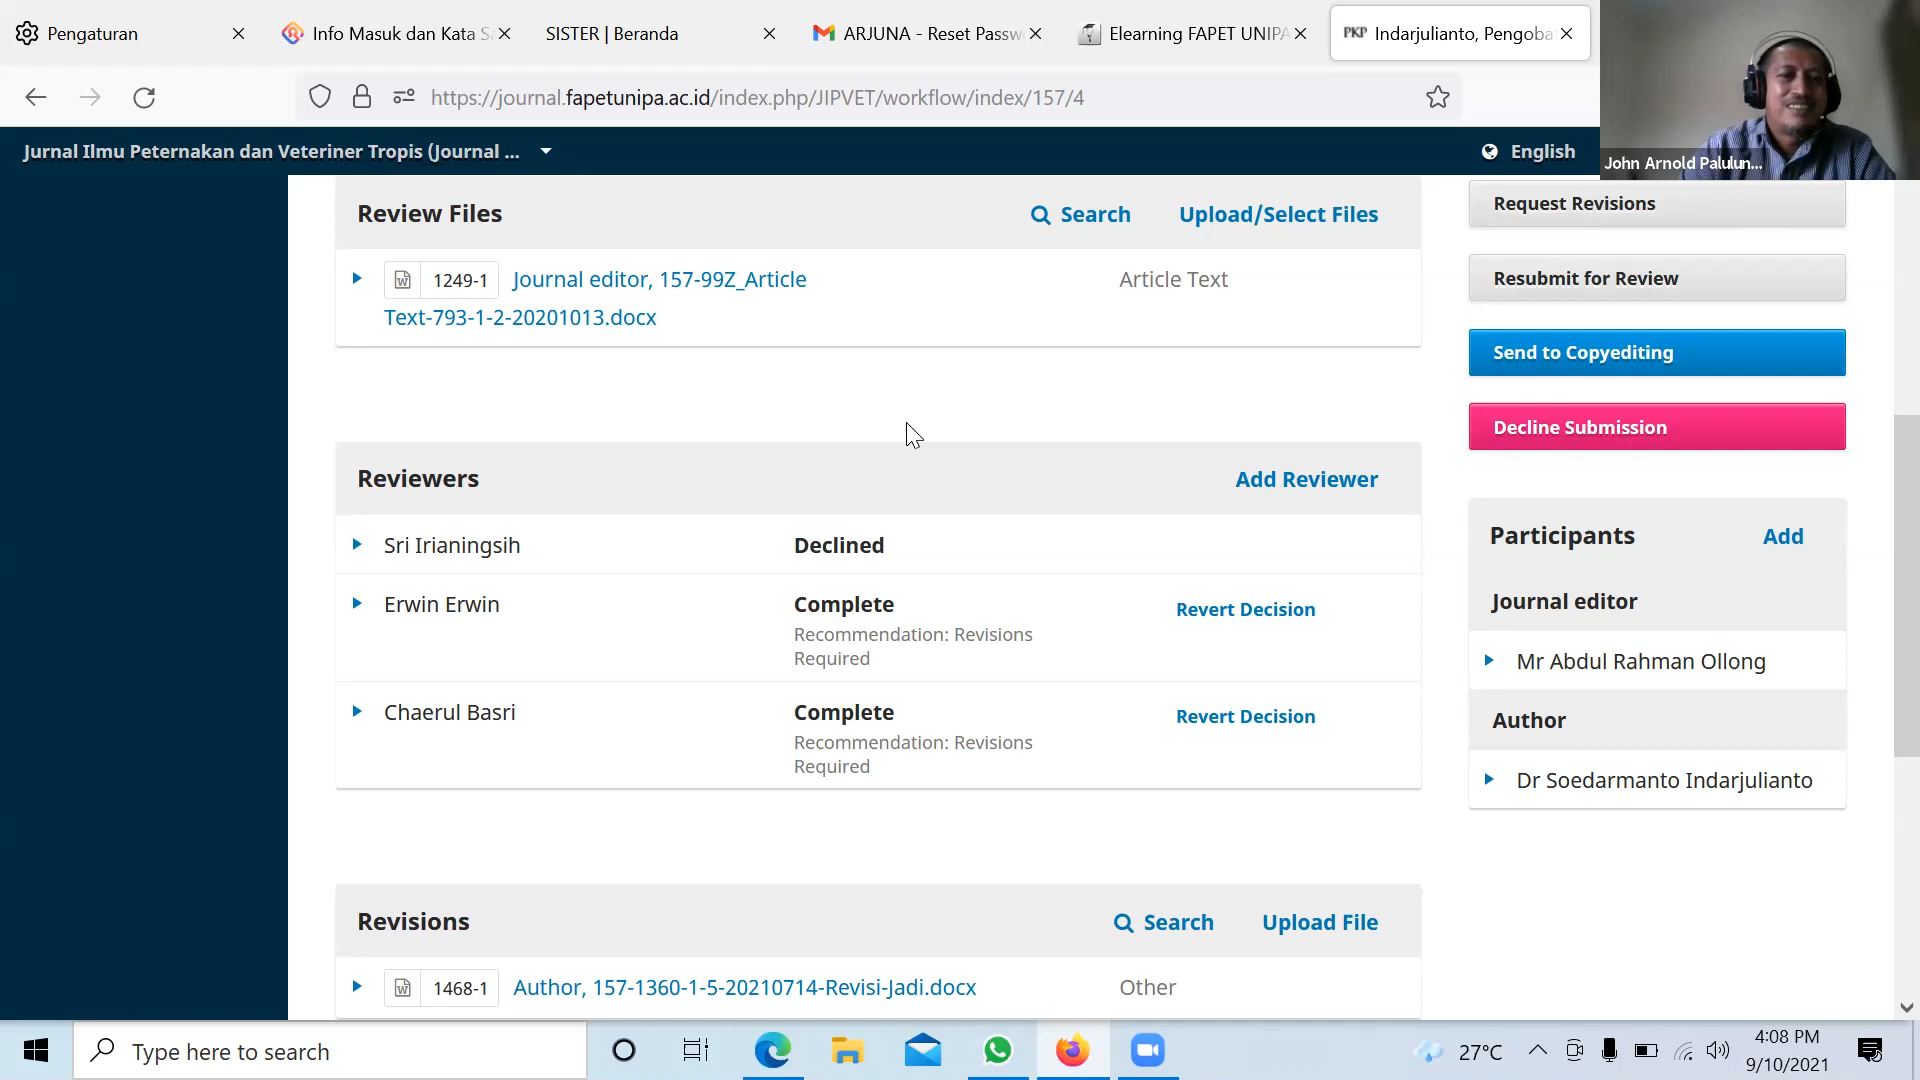 Pengaturan
Info Masuk dan Kata S
SISTER | Beranda
ARJUNA - Reset Passw
Elearning FAPET UNIPA
PKP Indarjulianto, Pengoba
https://journal.fapetunipa.ac.id/index.php/JIPVET/workflow/index/157/4
John Arnold Palulun...
Jurnal Ilmu Peternakan dan Veteriner Tropis (Journal ...
English
Review Files
Search
Upload/Select Files
1249-1 Journal editor, 157-99Z_Article
Text-793-1-2-20201013.docx
Article Text
Request Revisions
Resubmit for Review
Send to Copyediting
Decline Submission
Reviewers
Add Reviewer
Sri Irianingsih
Declined
Erwin Erwin
Complete
Recommendation: Revisions
Required
Revert Decision
Chaerul Basri
Complete
Recommendation: Revisions
Required
Revert Decision
Participants
Add
Journal editor
Mr Abdul Rahman Ollong
Author
Dr Soedarmanto Indarjulianto
Revisions
Search
Upload File
1468-1 Author, 157-1360-1-5-20210714-Revisi-Jadi.docx
Other
Type here to search
27°C
4:08 PM
9/10/2021